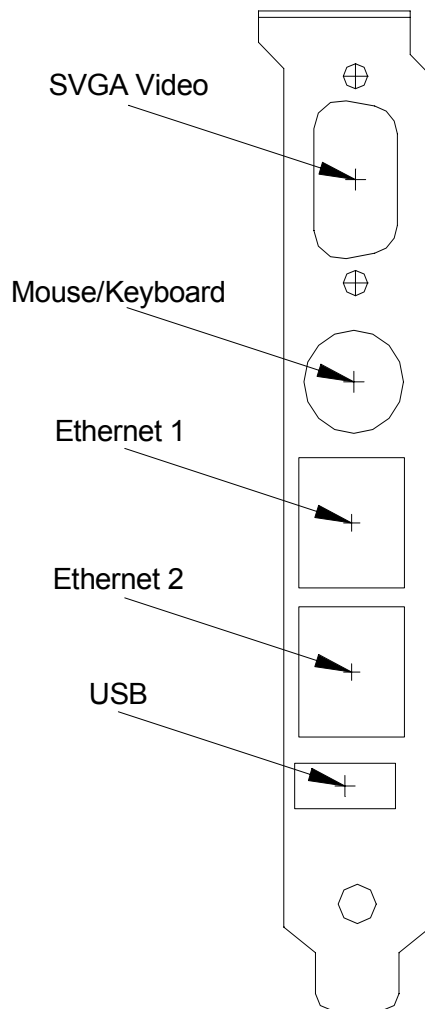 SVGA Video
Mouse/Keyboard
Ethernet 1
Ethernet 2
USB